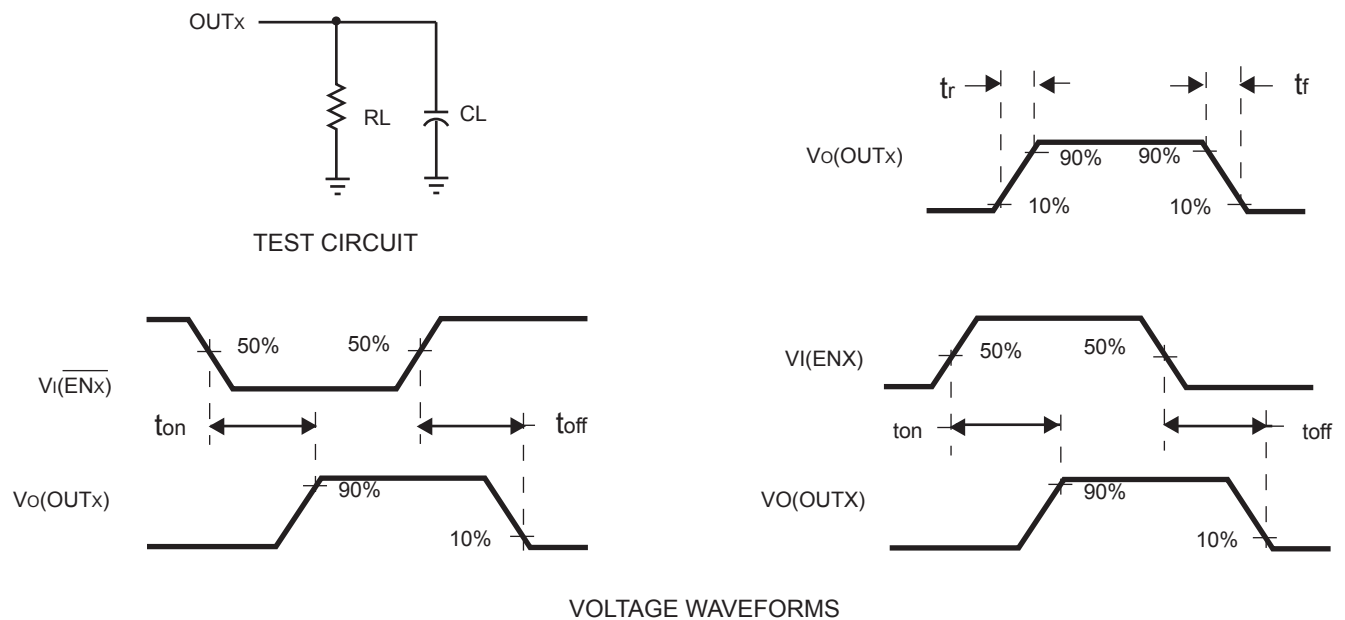 OUTx
RL
CL
TEST CIRCUIT
tr
tf
VO(OUTx)
90%
90%
10%
10%
50%
50%
VI(E̅N̅x̅)
ton
toff
VO(OUTx)
90%
10%
VI(ENX)
50%
50%
ton
toff
VO(OUTX)
90%
10%
VOLTAGE WAVEFORMS